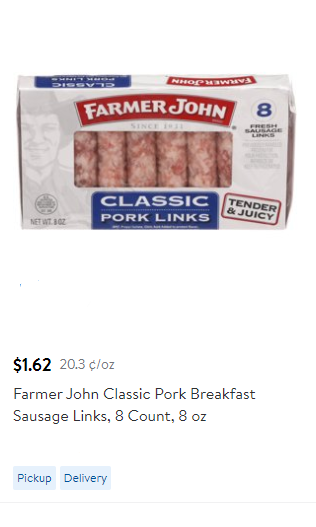 CLASSIC
PORK LINKS
FARMER JOHN
FARMER JOHN
SINCE 1931
8
FRESH
SAUSAGE
LINKS
CLASSIC
PORK LINKS
TENDER
& JUICY
NET WT. 8 OZ
$1.62 20.3 ¢/oz
Farmer John Classic Pork Breakfast
Sausage Links, 8 Count, 8 oz
Pickup Delivery